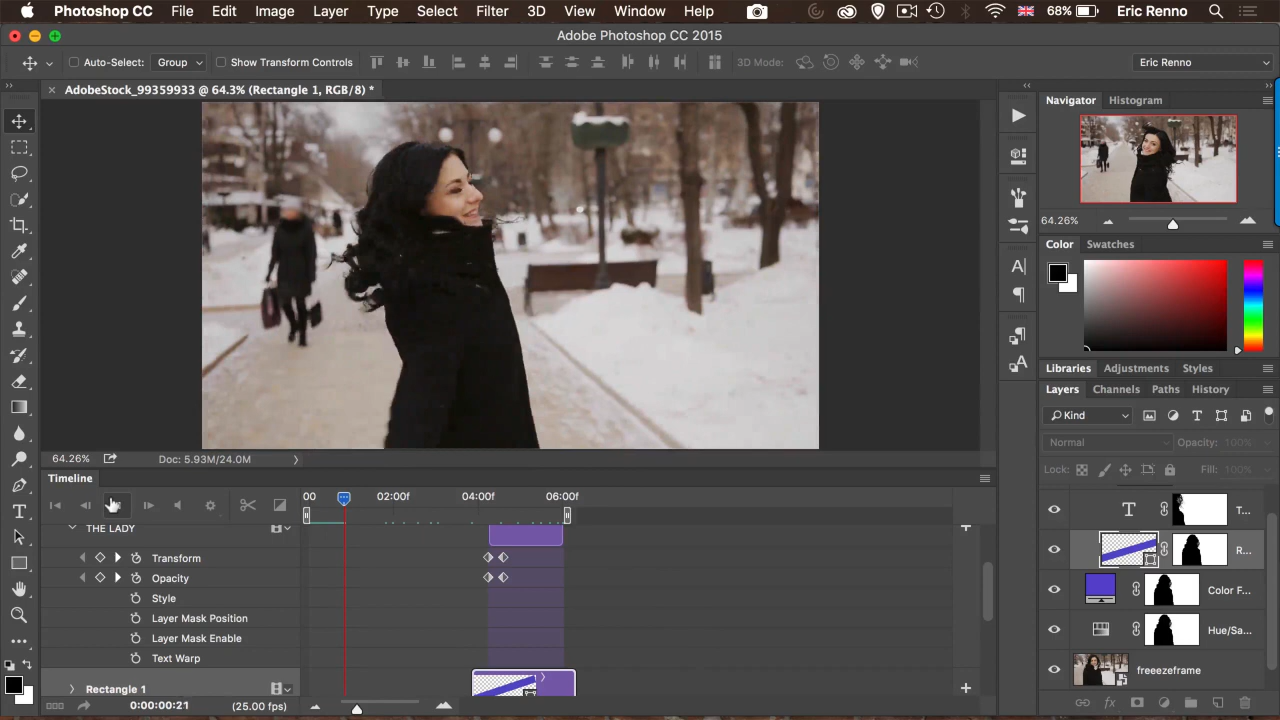 Photoshop CC File Edit Image Layer Type Select Filter 3D View Window Help 68% Eric Renno
Adobe Photoshop CC 2015
Auto-Select: Group Show Transform Controls 3D Mode: Eric Renno
AdobeStock_99359933 @ 64.3% (Rectangle 1, RGB/8) *
Navigator Histogram
64.26%
Color Swatches
Libraries Adjustments Styles
Layers Channels Paths History
Kind
Normal Opacity: 100%
Lock: Fill: 100%
T...
R...
Color F...
Hue/Sa...
freeezeframe
64.26% Doc: 5.93M/24.0M
Timeline
00 02:00f 04:00f 06:00f
THE LADY
Transform
Opacity
Style
Layer Mask Position
Layer Mask Enable
Text Warp
Rectangle 1
0:00:00:21 (25.00 fps)